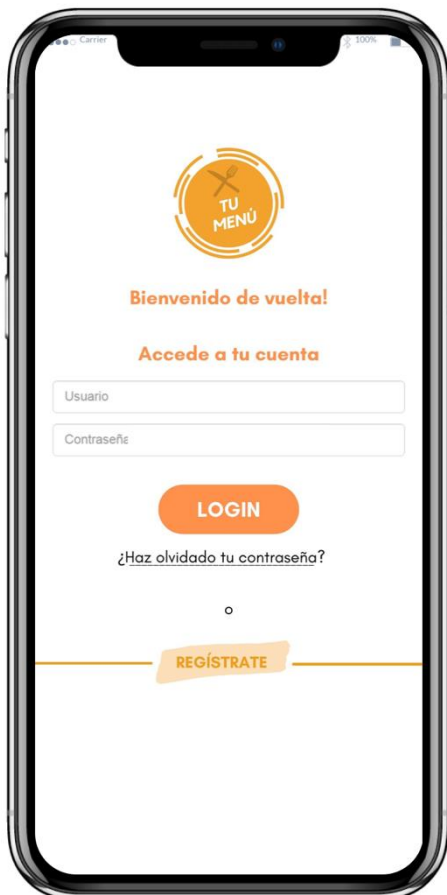 Carrier
100%
TU
MENÚ
Bienvenido de vuelta!
Accede a tu cuenta
Usuario
Contraseña
LOGIN
¿Haz olvidado tu contraseña?
o
REGÍSTRATE